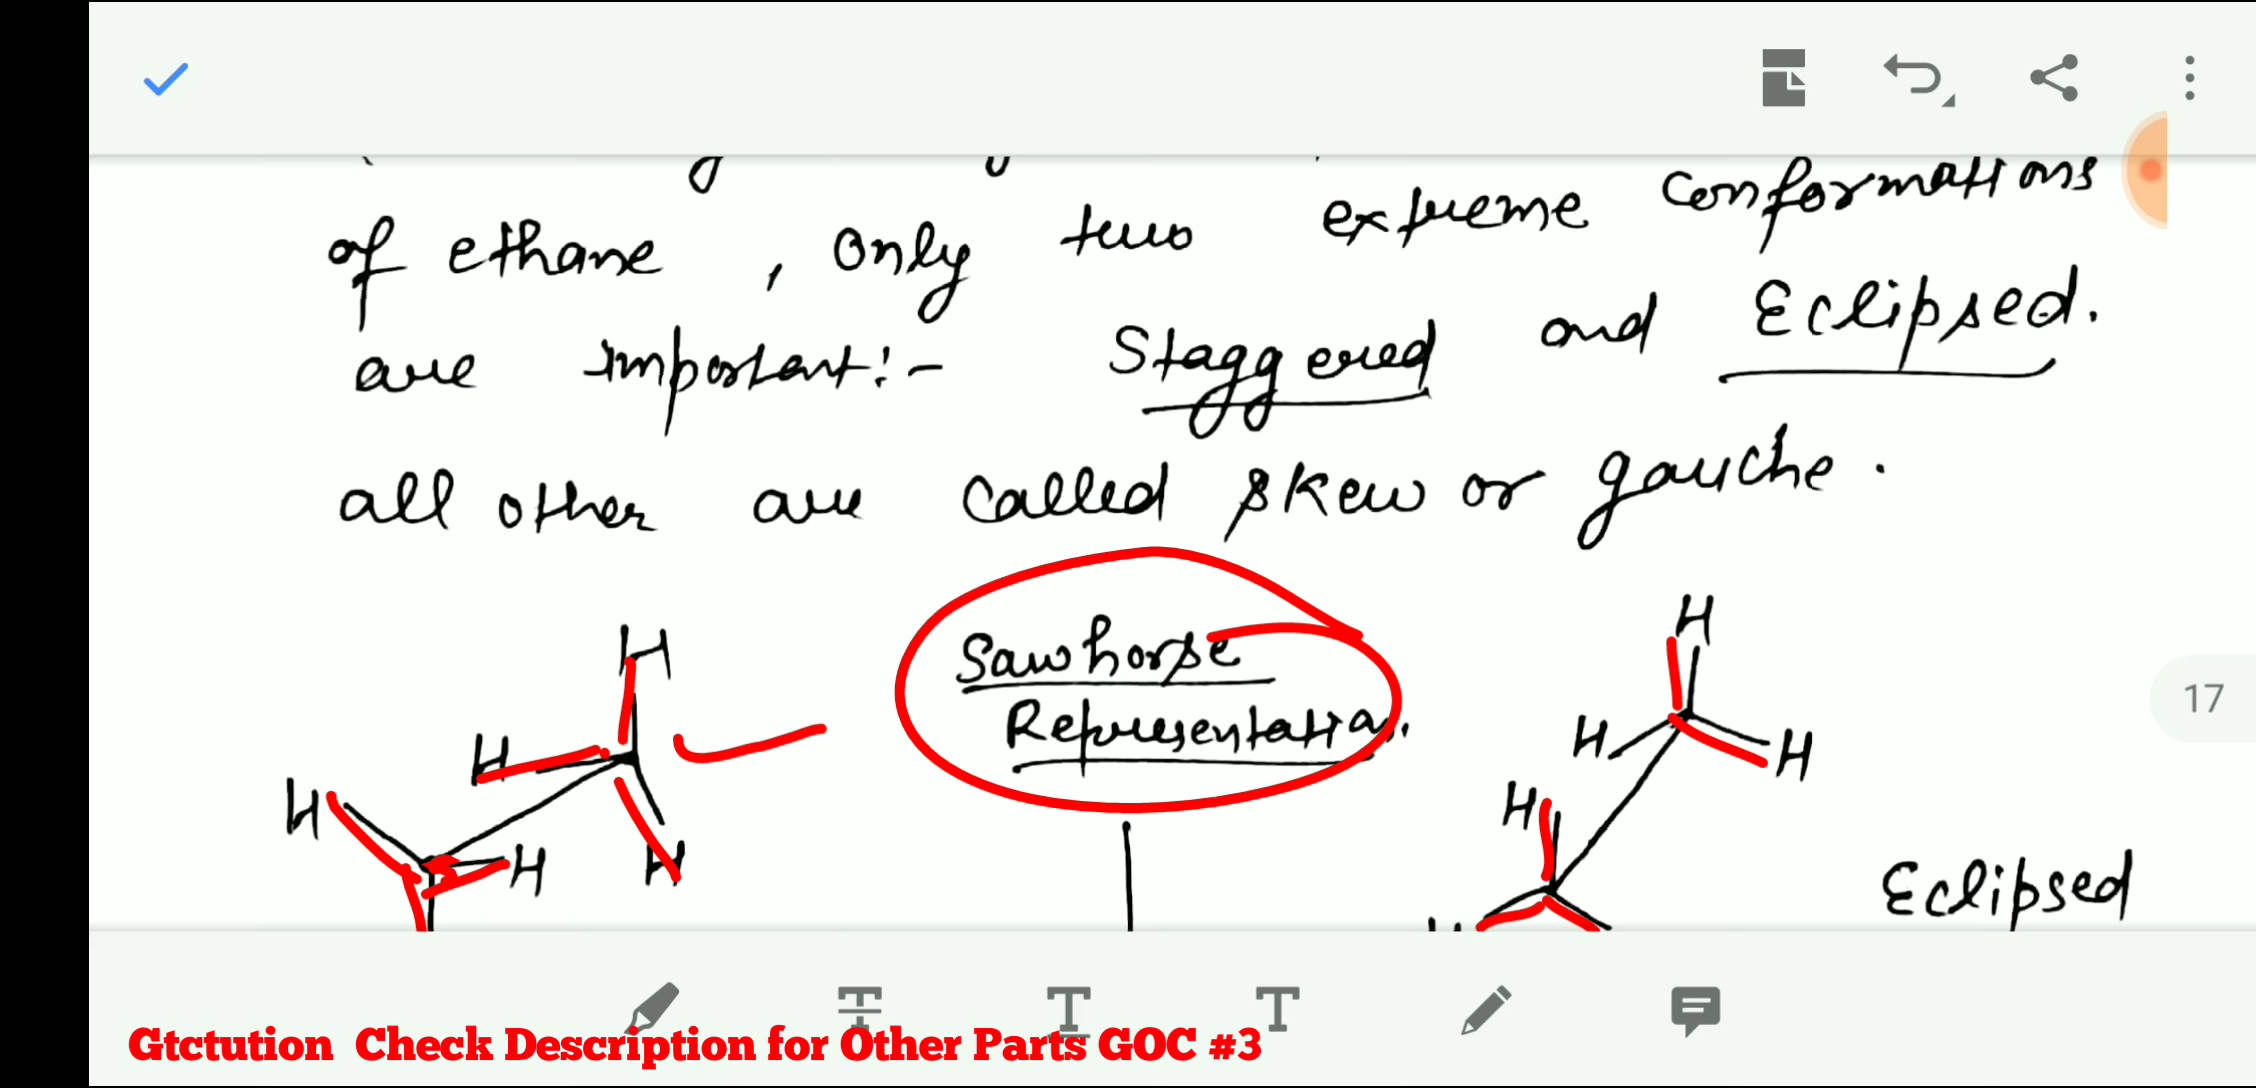 conformations
of ethane, only two extreme
are important:- Staggered and Eclipsed.
all other are called skew or gauche.
Sawhorse
Representation.
H
H
H
H
H
H
H
H
H
H
17
Eclipsed
Gtctution Check Description for Other Parts GOC #3